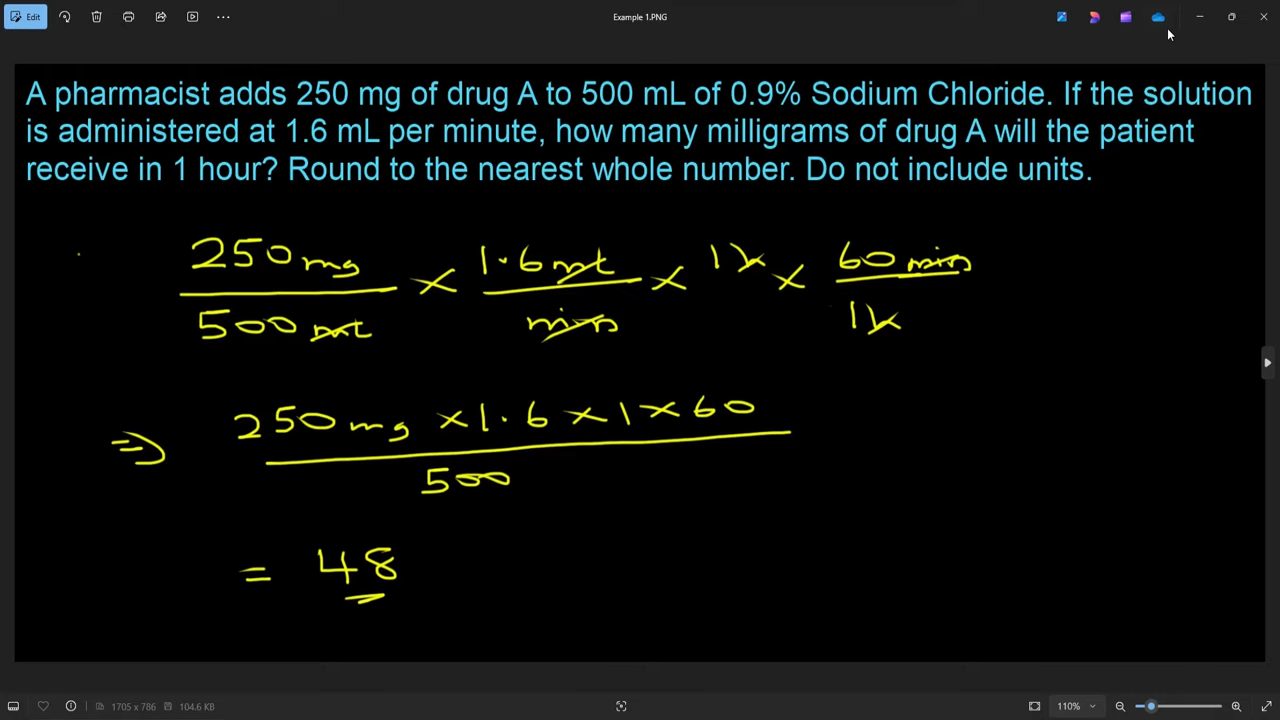 Edit
Example 1.PNG
A pharmacist adds 250 mg of drug A to 500 mL of 0.9% Sodium Chloride. If the solution
is administered at 1.6 mL per minute, how many milligrams of drug A will the patient
receive in 1 hour? Round to the nearest whole number. Do not include units.
250 mg / 500 mL × 1.6 mL / min × 1 h × 60 min / 1 h
⇒ 250 mg × 1.6 × 1 × 60 / 500
= 48
1705 x 786 104.6 KB 110%